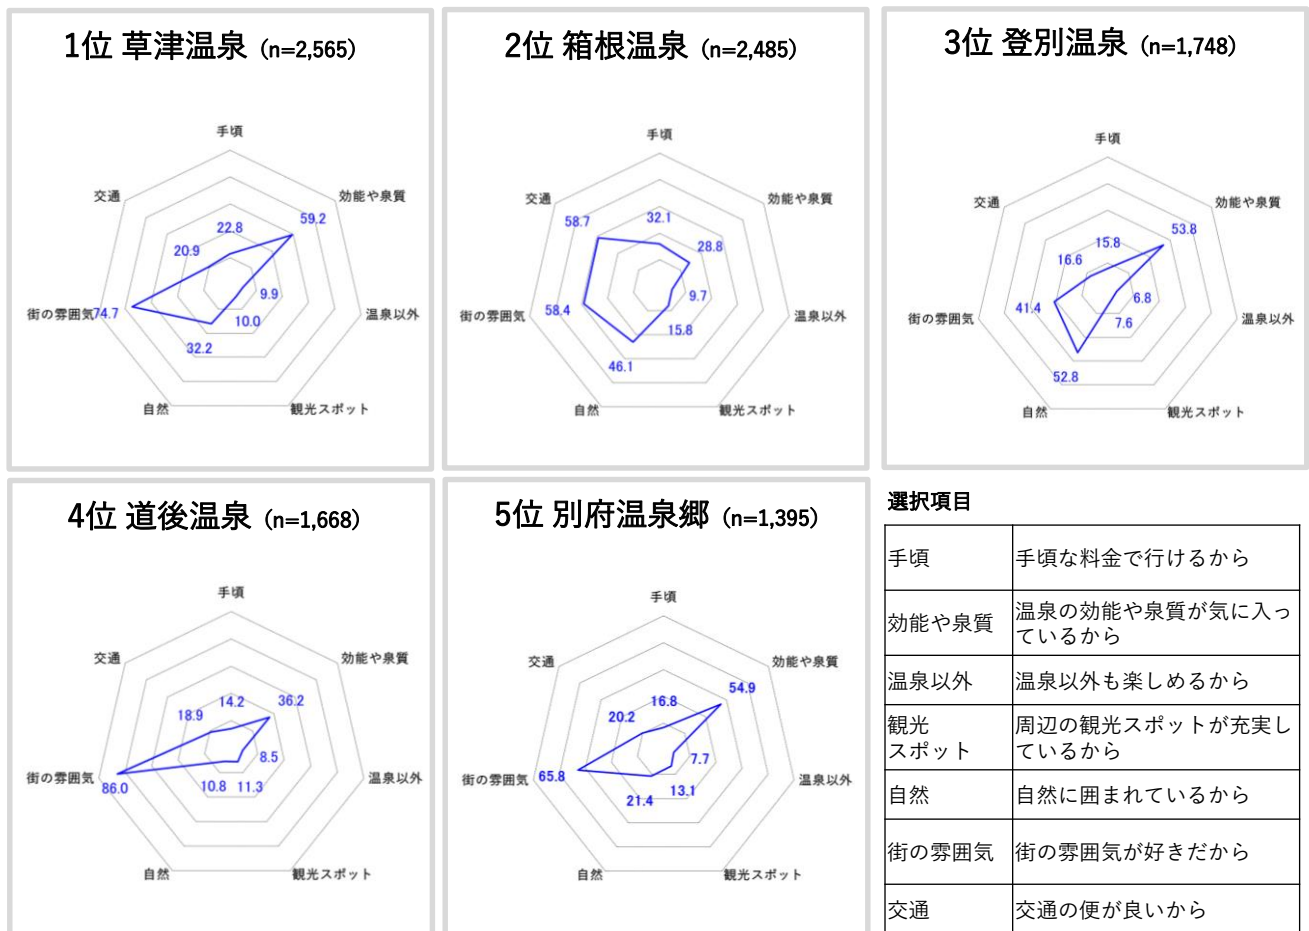 1位 草津温泉 (n=2,565)
手頃
交通
効能や泉質
59.2
22.8
20.9
9.9
街の雰囲気
74.7
温泉以外
10.0
32.2
自然
観光スポット
2位 箱根温泉 (n=2,485)
手頃
交通
効能や泉質
58.7
32.1
28.8
9.7
58.4
街の雰囲気
温泉以外
15.8
46.1
自然
観光スポット
3位 登別温泉 (n=1,748)
手頃
交通
効能や泉質
53.8
15.8
16.6
6.8
41.4
街の雰囲気
温泉以外
7.6
52.8
自然
観光スポット
4位 道後温泉 (n=1,668)
手頃
交通
効能や泉質
14.2
36.2
18.9
8.5
街の雰囲気
温泉以外
86.0
10.8
11.3
自然
観光スポット
5位 別府温泉郷 (n=1,395)
手頃
交通
効能や泉質
54.9
16.8
20.2
7.7
街の雰囲気
65.8
温泉以外
13.1
21.4
自然
観光スポット
選択項目
手頃
手頃な料金で行けるから
効能や泉質
温泉の効能や泉質が気に入っ
ているから
温泉以外
温泉以外も楽しめるから
観光
スポット
周辺の観光スポットが充実し
ているから
自然
自然に囲まれているから
街の雰囲気
街の雰囲気が好きだから
交通
交通の便が良いから